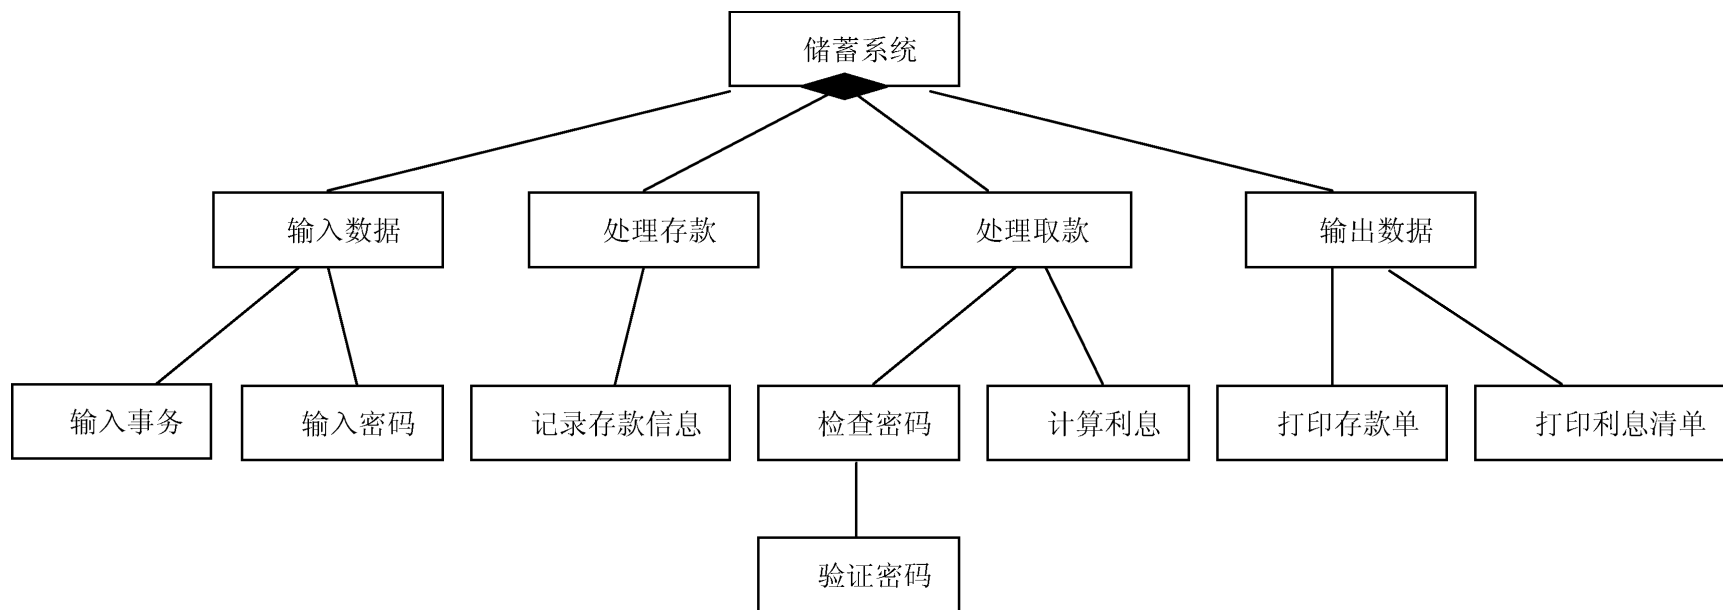 储蓄系统
输入数据
处理存款
处理取款
输出数据
输入事务
输入密码
记录存款信息
检查密码
计算利息
打印存款单
打印利息清单
验证密码